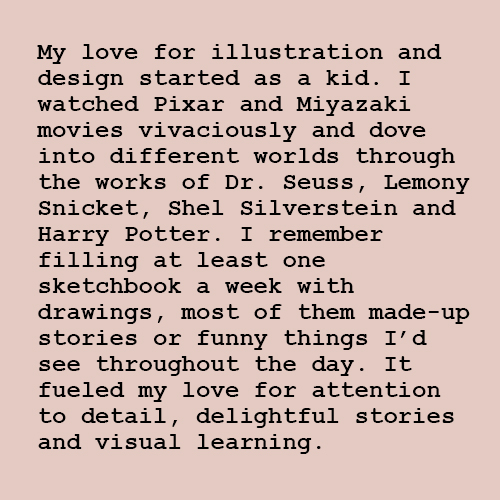 My love for illustration and
design started as a kid. I
watched Pixar and Miyazaki
movies vivaciously and dove
into different worlds through
the works of Dr. Seuss, Lemony
Snicket, Shel Silverstein and
Harry Potter. I remember
filling at least one
sketchbook a week with
drawings, most of them made-up
stories or funny things I’d
see throughout the day. It
fueled my love for attention
to detail, delightful stories
and visual learning.